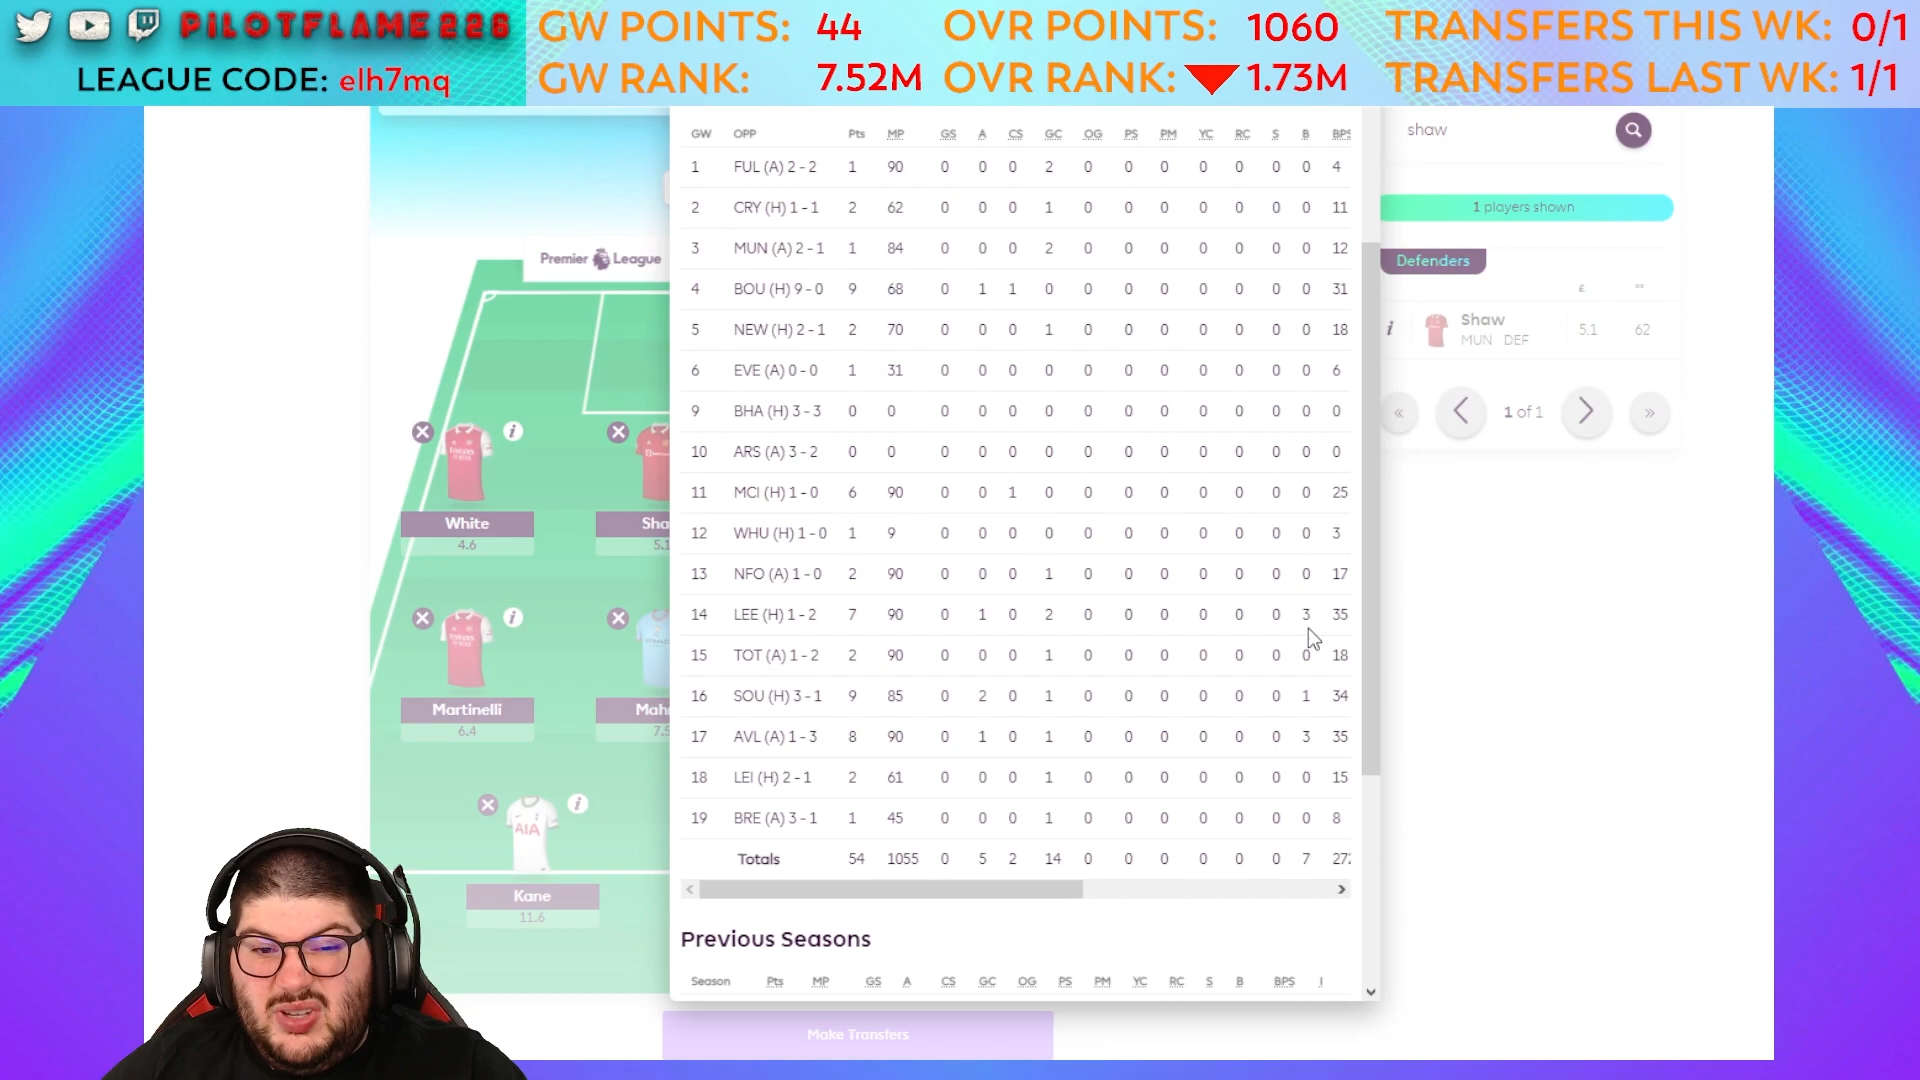 PILOTFLAME226
LEAGUE CODE: elh7mq
GW POINTS: 44
OVR POINTS: 1060
TRANSFERS THIS WK: 0/1
GW RANK: 7.52M
OVR RANK: 1.73M
TRANSFERS LAST WK: 1/1
GW OPP Pts MP GS A CS GC OG PS PM YC RC S B BPS
1 FUL (A) 2 - 2 1 90 0 0 0 2 0 0 0 0 0 0 0 4
2 CRY (H) 1 - 1 2 62 0 0 0 1 0 0 0 0 0 0 0 11
3 MUN (A) 2 - 1 1 84 0 0 0 2 0 0 0 0 0 0 0 12
4 BOU (H) 9 - 0 9 68 0 1 1 0 0 0 0 0 0 0 0 31
5 NEW (H) 2 - 1 2 70 0 0 0 1 0 0 0 0 0 0 0 18
6 EVE (A) 0 - 0 1 31 0 0 0 0 0 0 0 0 0 0 0 6
9 BHA (H) 3 - 3 0 0 0 0 0 0 0 0 0 0 0 0 0 0
10 ARS (A) 3 - 2 0 0 0 0 0 0 0 0 0 0 0 0 0 0
11 MCI (H) 1 - 0 6 90 0 0 1 0 0 0 0 0 0 0 0 25
12 WHU (H) 1 - 0 1 9 0 0 0 0 0 0 0 0 0 0 0 3
13 NFO (A) 1 - 0 2 90 0 0 0 1 0 0 0 0 0 0 0 17
14 LEE (H) 1 - 2 7 90 0 1 0 2 0 0 0 0 0 0 3 35
15 TOT (A) 1 - 2 2 90 0 0 0 1 0 0 0 0 0 0 0 18
16 SOU (H) 3 - 1 9 85 0 2 0 1 0 0 0 0 0 0 1 34
17 AVL (A) 1 - 3 8 90 0 1 0 1 0 0 0 0 0 0 3 35
18 LEI (H) 2 - 1 2 61 0 0 0 1 0 0 0 0 0 0 0 15
19 BRE (A) 3 - 1 1 45 0 0 0 1 0 0 0 0 0 0 0 8
Totals 54 1055 0 5 2 14 0 0 0 0 0 0 7 272
Previous Seasons
Season Pts MP GS A CS GC OG PS PM YC RC S B BPS I
Make Transfers
Premier League
White
4.6
Sha
5.1
Martinelli
6.4
Mahr
7.5
AIA
Kane
11.6
shaw
1 players shown
Defenders
£
**
i Shaw 5.1 62
MUN DEF
« 1 of 1 »